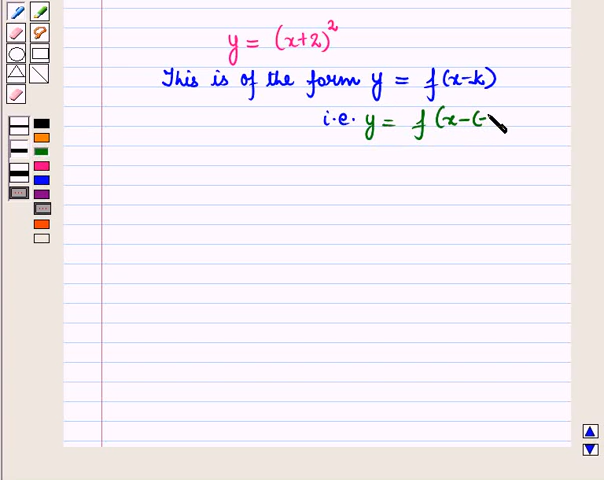 y = (x+2)²
This is of the form y = f(x-k)
i.e. y = f(x-(-